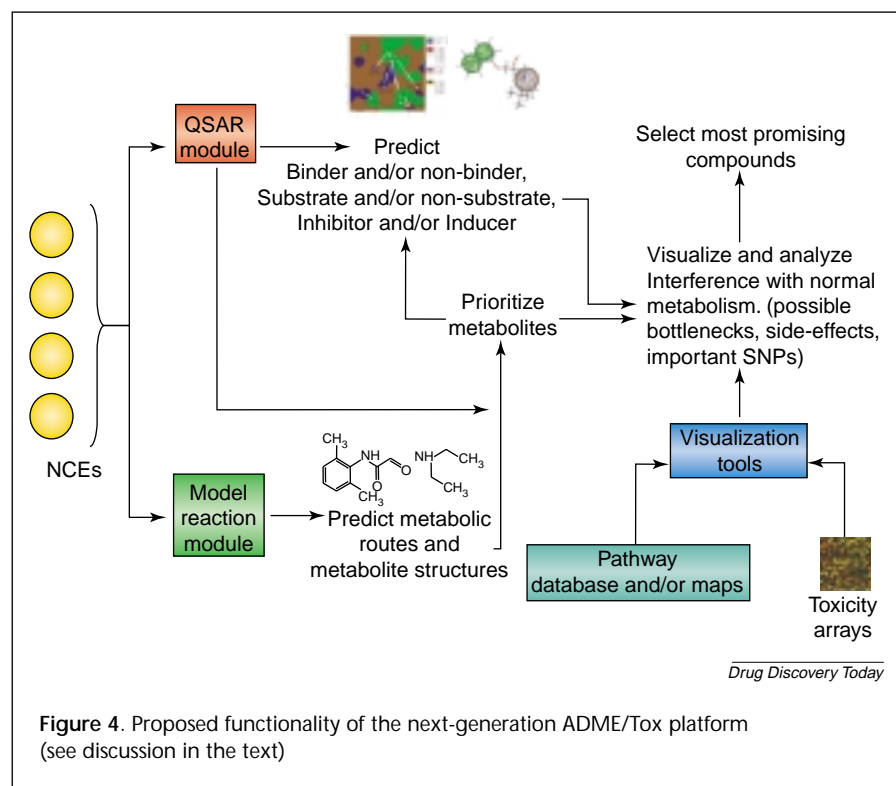 QSAR
module
Predict
Binder and/or non-binder,
Substrate and/or non-substrate,
Inhibitor and/or Inducer
Select most promising
compounds
Visualize and analyze
Interference with normal
metabolism. (possible
bottlenecks, side-effects,
important SNPs)
Prioritize
metabolites
NCEs
Model
reaction
module
CH3
NH
O
O
CH3
NH
CH3
CH3
Predict metabolic
routes and
metabolite structures
Visualization
tools
Pathway
database and/or maps
Toxicity
arrays
Drug Discovery Today
Figure 4. Proposed functionality of the next-generation ADME/Tox platform
(see discussion in the text)